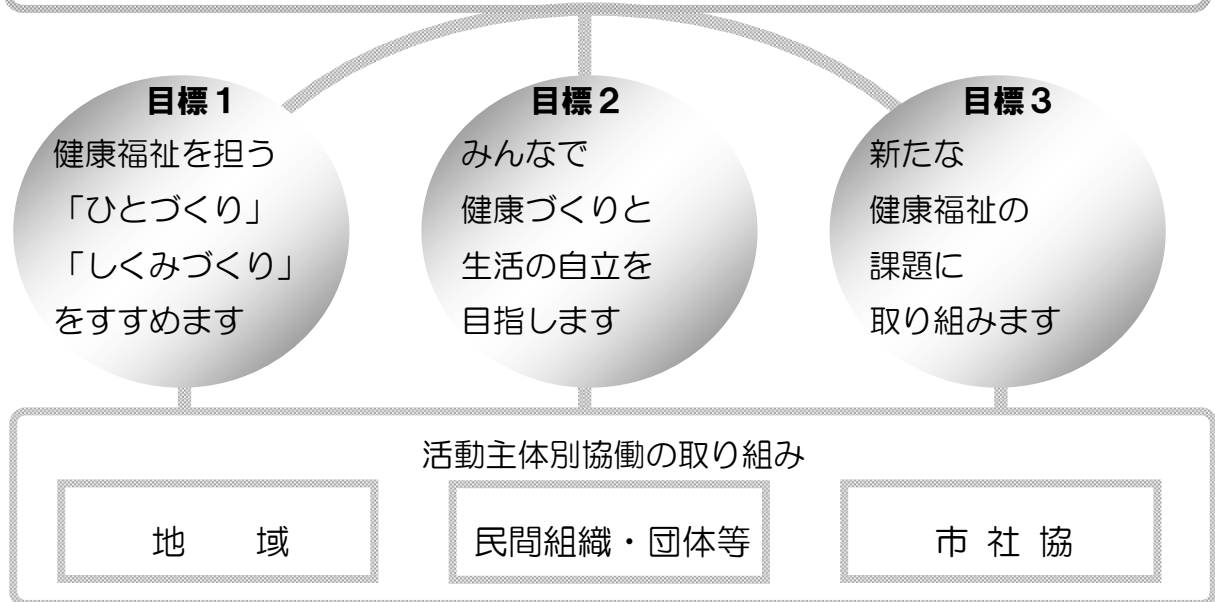 目標1
健康福祉を担う
「ひとづくり」
「しくみづくり」
をすすめます
目標2
みんなで
健康づくりと
生活の自立を
目指します
目標3
新たな
健康福祉の
課題に
取り組みます
活動主体別協働の取り組み
地 域
民間組織・団体等
市 社 協